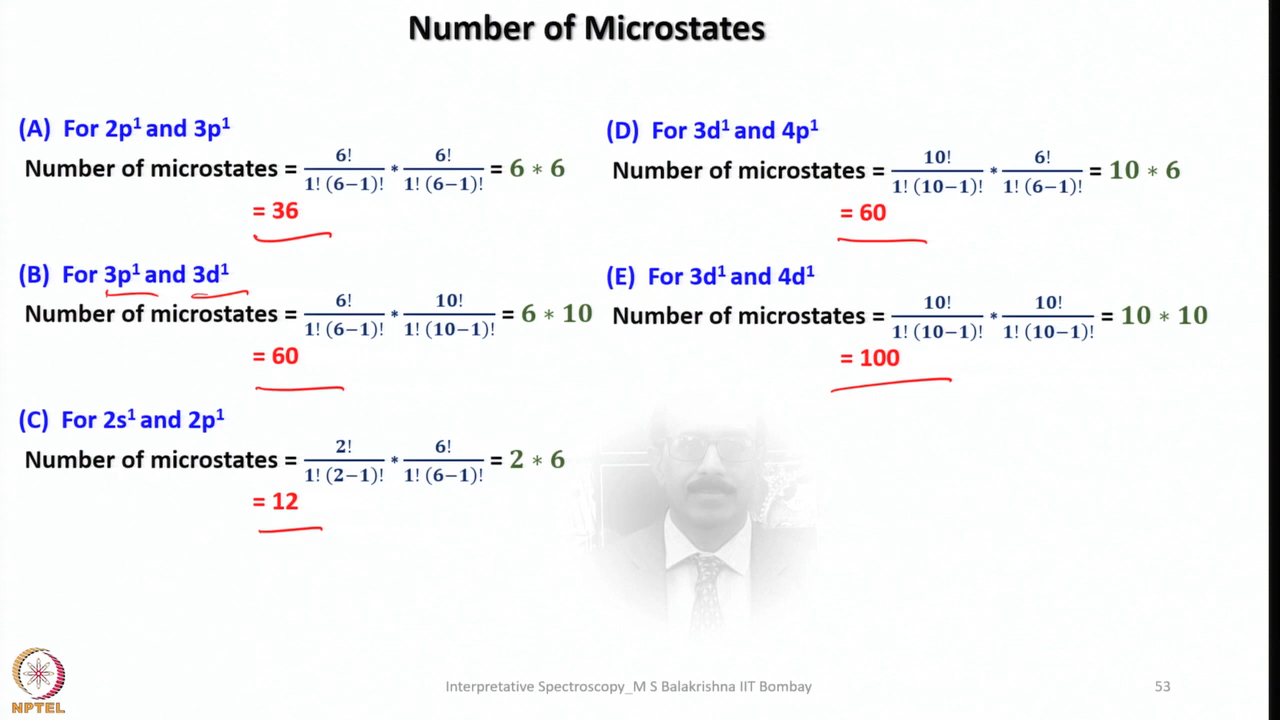 Number of Microstates
(A) For 2p¹ and 3p¹
Number of microstates = 6!/1!(6−1)! * 6!/1!(6−1)! = 6 * 6
= 36
(B) For 3p¹ and 3d¹
Number of microstates = 6!/1!(6−1)! * 10!/1!(10−1)! = 6 * 10
= 60
(C) For 2s¹ and 2p¹
Number of microstates = 2!/1!(2−1)! * 6!/1!(6−1)! = 2 * 6
= 12
(D) For 3d¹ and 4p¹
Number of microstates = 10!/1!(10−1)! * 6!/1!(6−1)! = 10 * 6
= 60
(E) For 3d¹ and 4d¹
Number of microstates = 10!/1!(10−1)! * 10!/1!(10−1)! = 10 * 10
= 100
NPTEL
Interpretative Spectroscopy_M S Balakrishna IIT Bombay
53